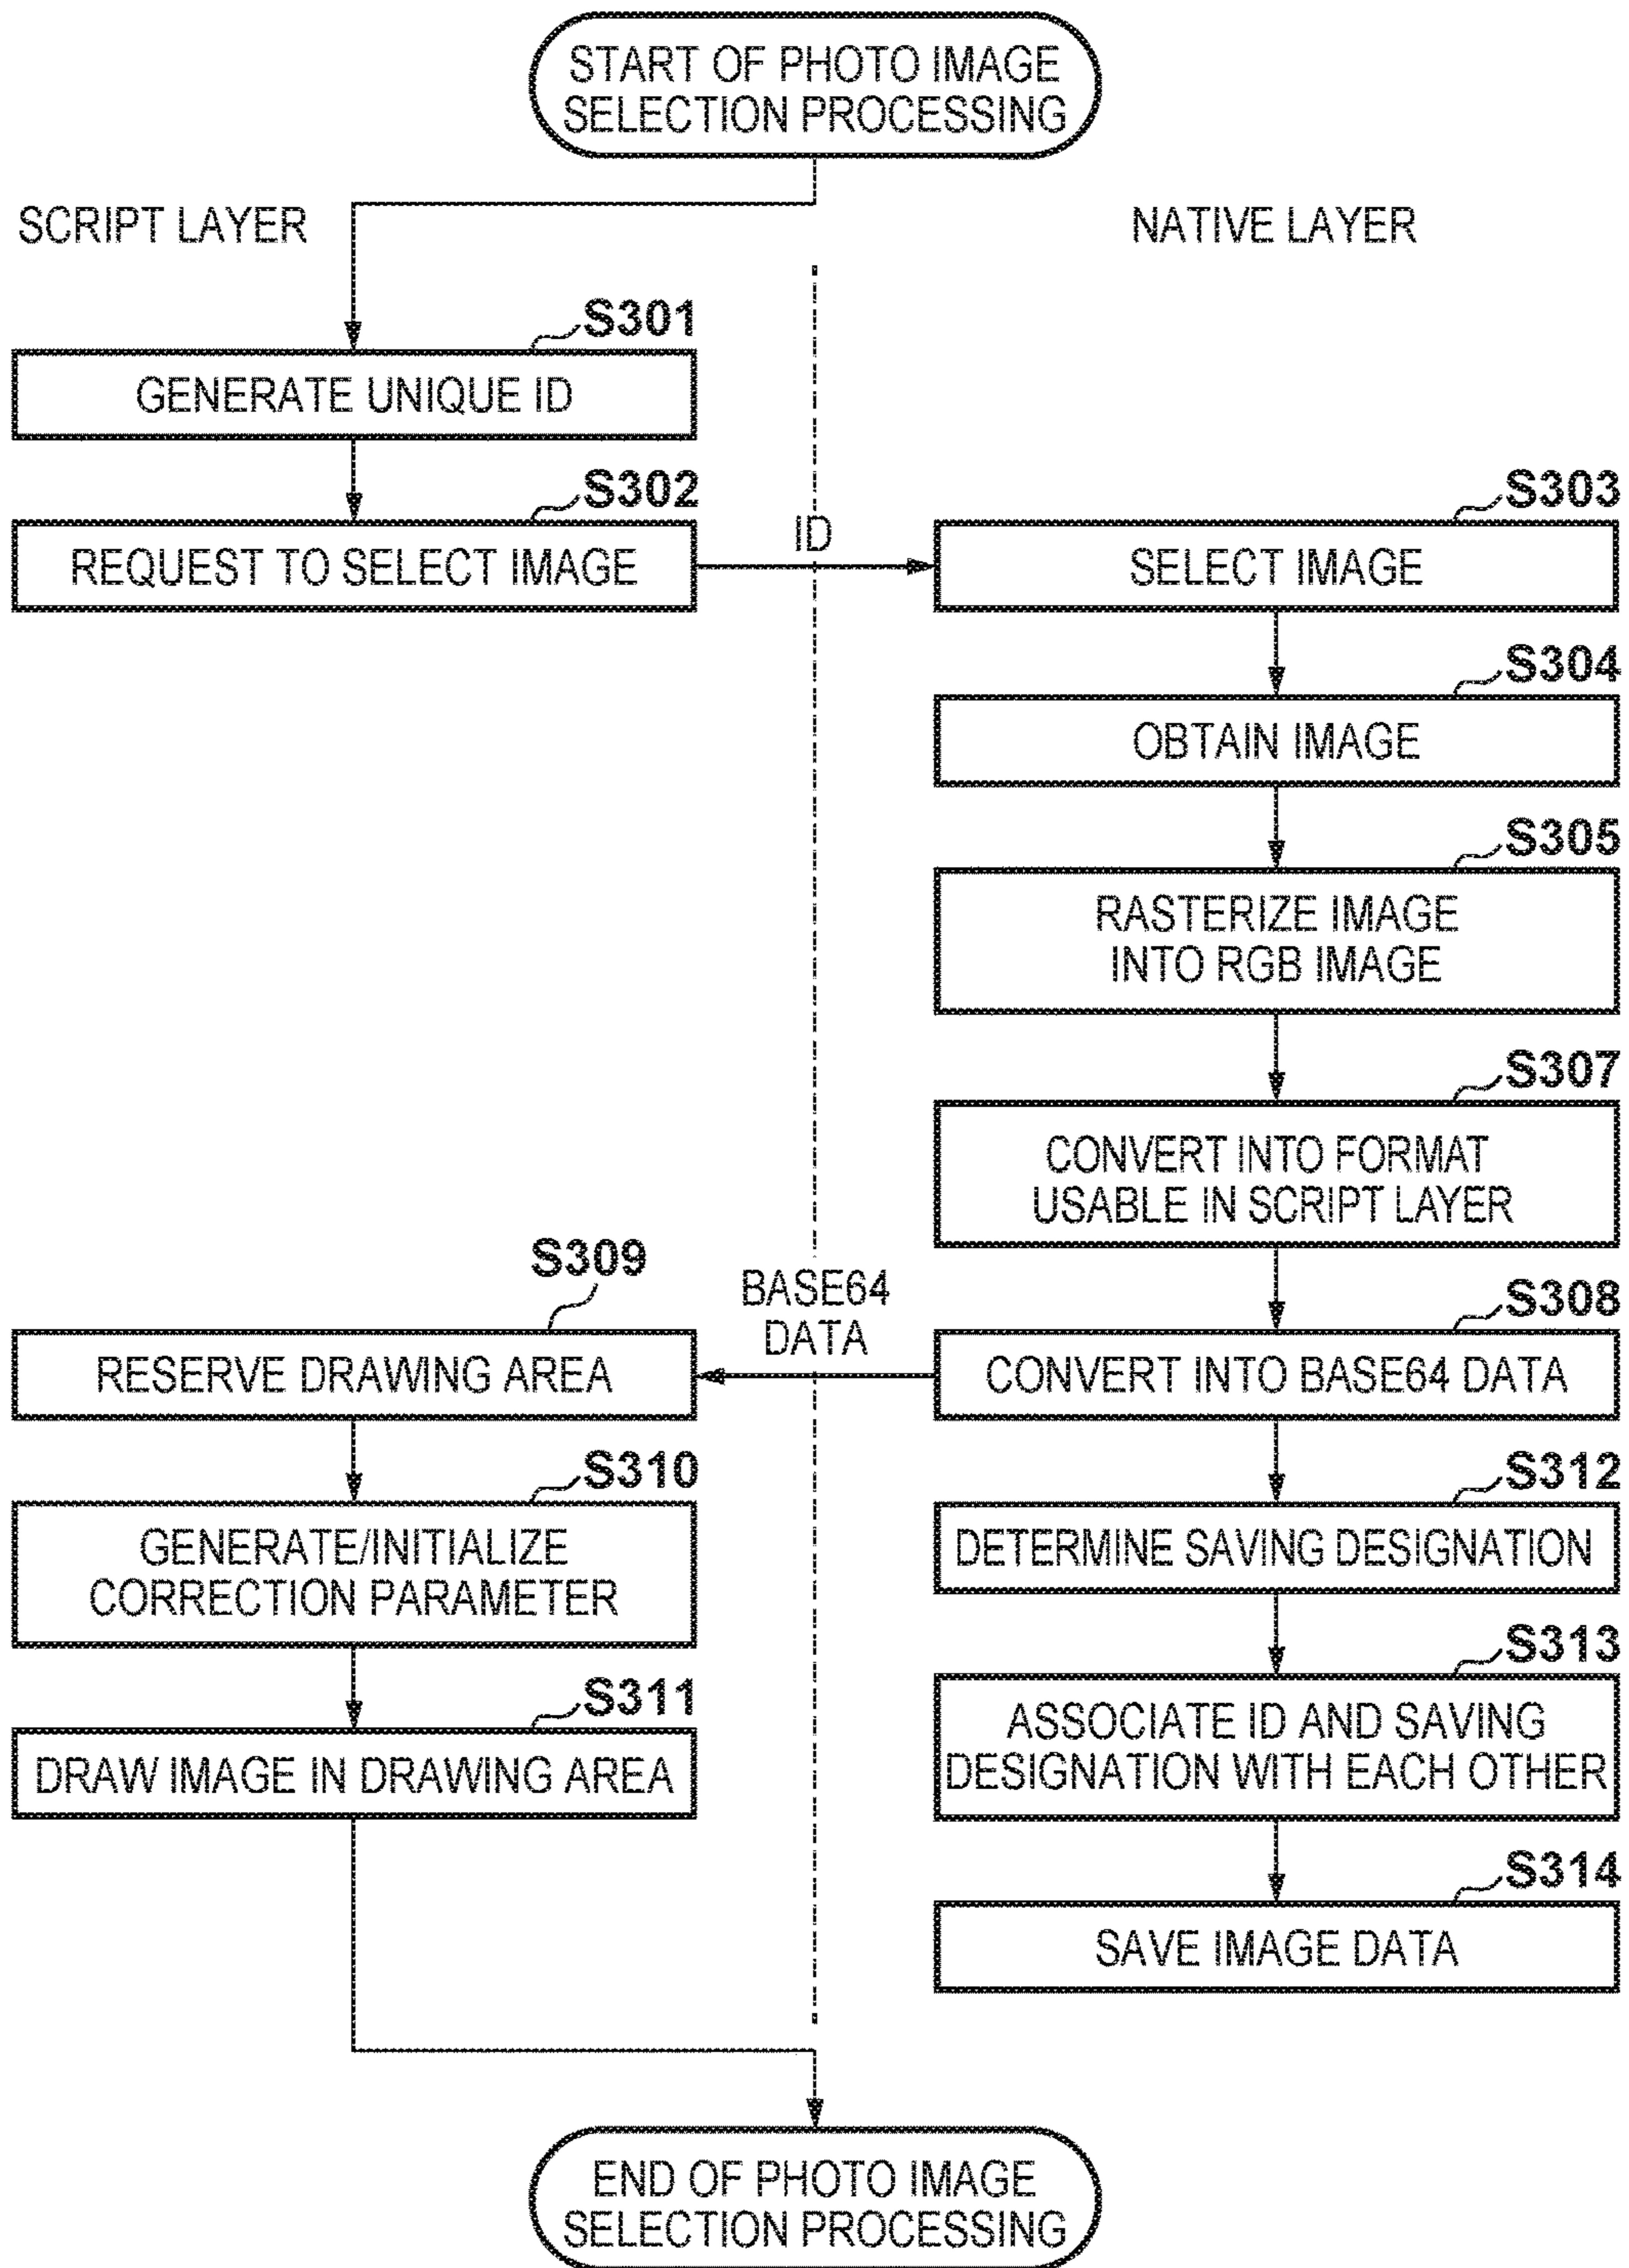 START OF PHOTO IMAGE
SELECTION PROCESSING
SCRIPT LAYER
NATIVE LAYER
S301
GENERATE UNIQUE ID
S302
REQUEST TO SELECT IMAGE
ID
S303
SELECT IMAGE
S304
OBTAIN IMAGE
S305
RASTERIZE IMAGE
INTO RGB IMAGE
S307
CONVERT INTO FORMAT
USABLE IN SCRIPT LAYER
S308
CONVERT INTO BASE64 DATA
BASE64
DATA
S309
RESERVE DRAWING AREA
S310
GENERATE/INITIALIZE
CORRECTION PARAMETER
S311
DRAW IMAGE IN DRAWING AREA
S312
DETERMINE SAVING DESIGNATION
S313
ASSOCIATE ID AND SAVING
DESIGNATION WITH EACH OTHER
S314
SAVE IMAGE DATA
END OF PHOTO IMAGE
SELECTION PROCESSING